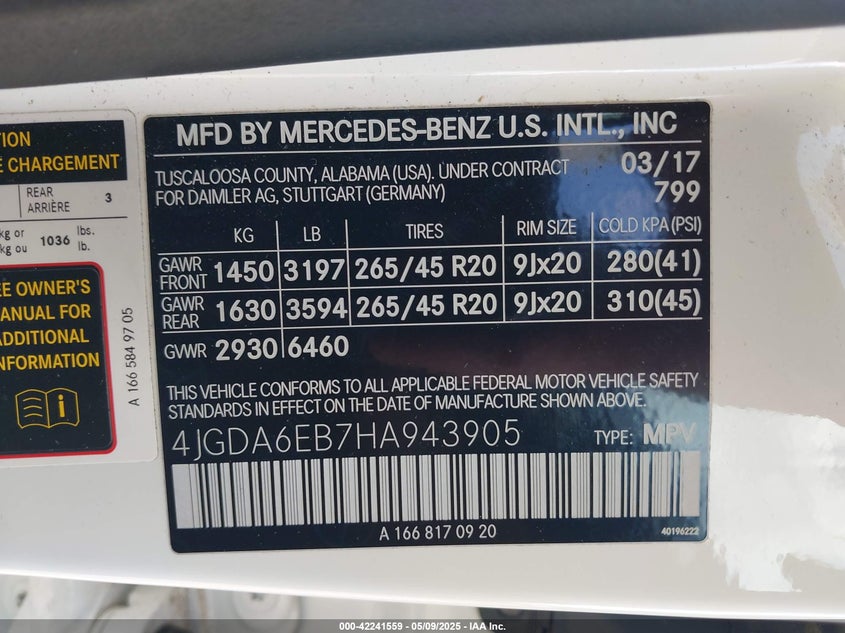 TION
E CHARGEMENT
REAR
ARRIÈRE 3
kg or 1036 lbs.
kg ou lb.
EE OWNER'S
MANUAL FOR
ADDITIONAL
INFORMATION
A 166 584 97 05
MFD BY MERCEDES-BENZ U.S. INTL., INC
TUSCALOOSA COUNTY, ALABAMA (USA). UNDER CONTRACT 03/17
FOR DAIMLER AG, STUTTGART (GERMANY) 799
KG LB TIRES RIM SIZE COLD KPA(PSI)
GAWR FRONT 1450 3197 265/45 R20 9Jx20 280(41)
GAWR REAR 1630 3594 265/45 R20 9Jx20 310(45)
GVWR 2930 6460
THIS VEHICLE CONFORMS TO ALL APPLICABLE FEDERAL MOTOR VEHICLE SAFETY
STANDARDS IN EFFECT ON THE DATE OF MANUFACTURE SHOWN ABOVE.
4JGDA6EB7HA943905 TYPE: MPV
A 166 817 09 20 40196222
000-42241559 - 05/09/2025 - IAA Inc.